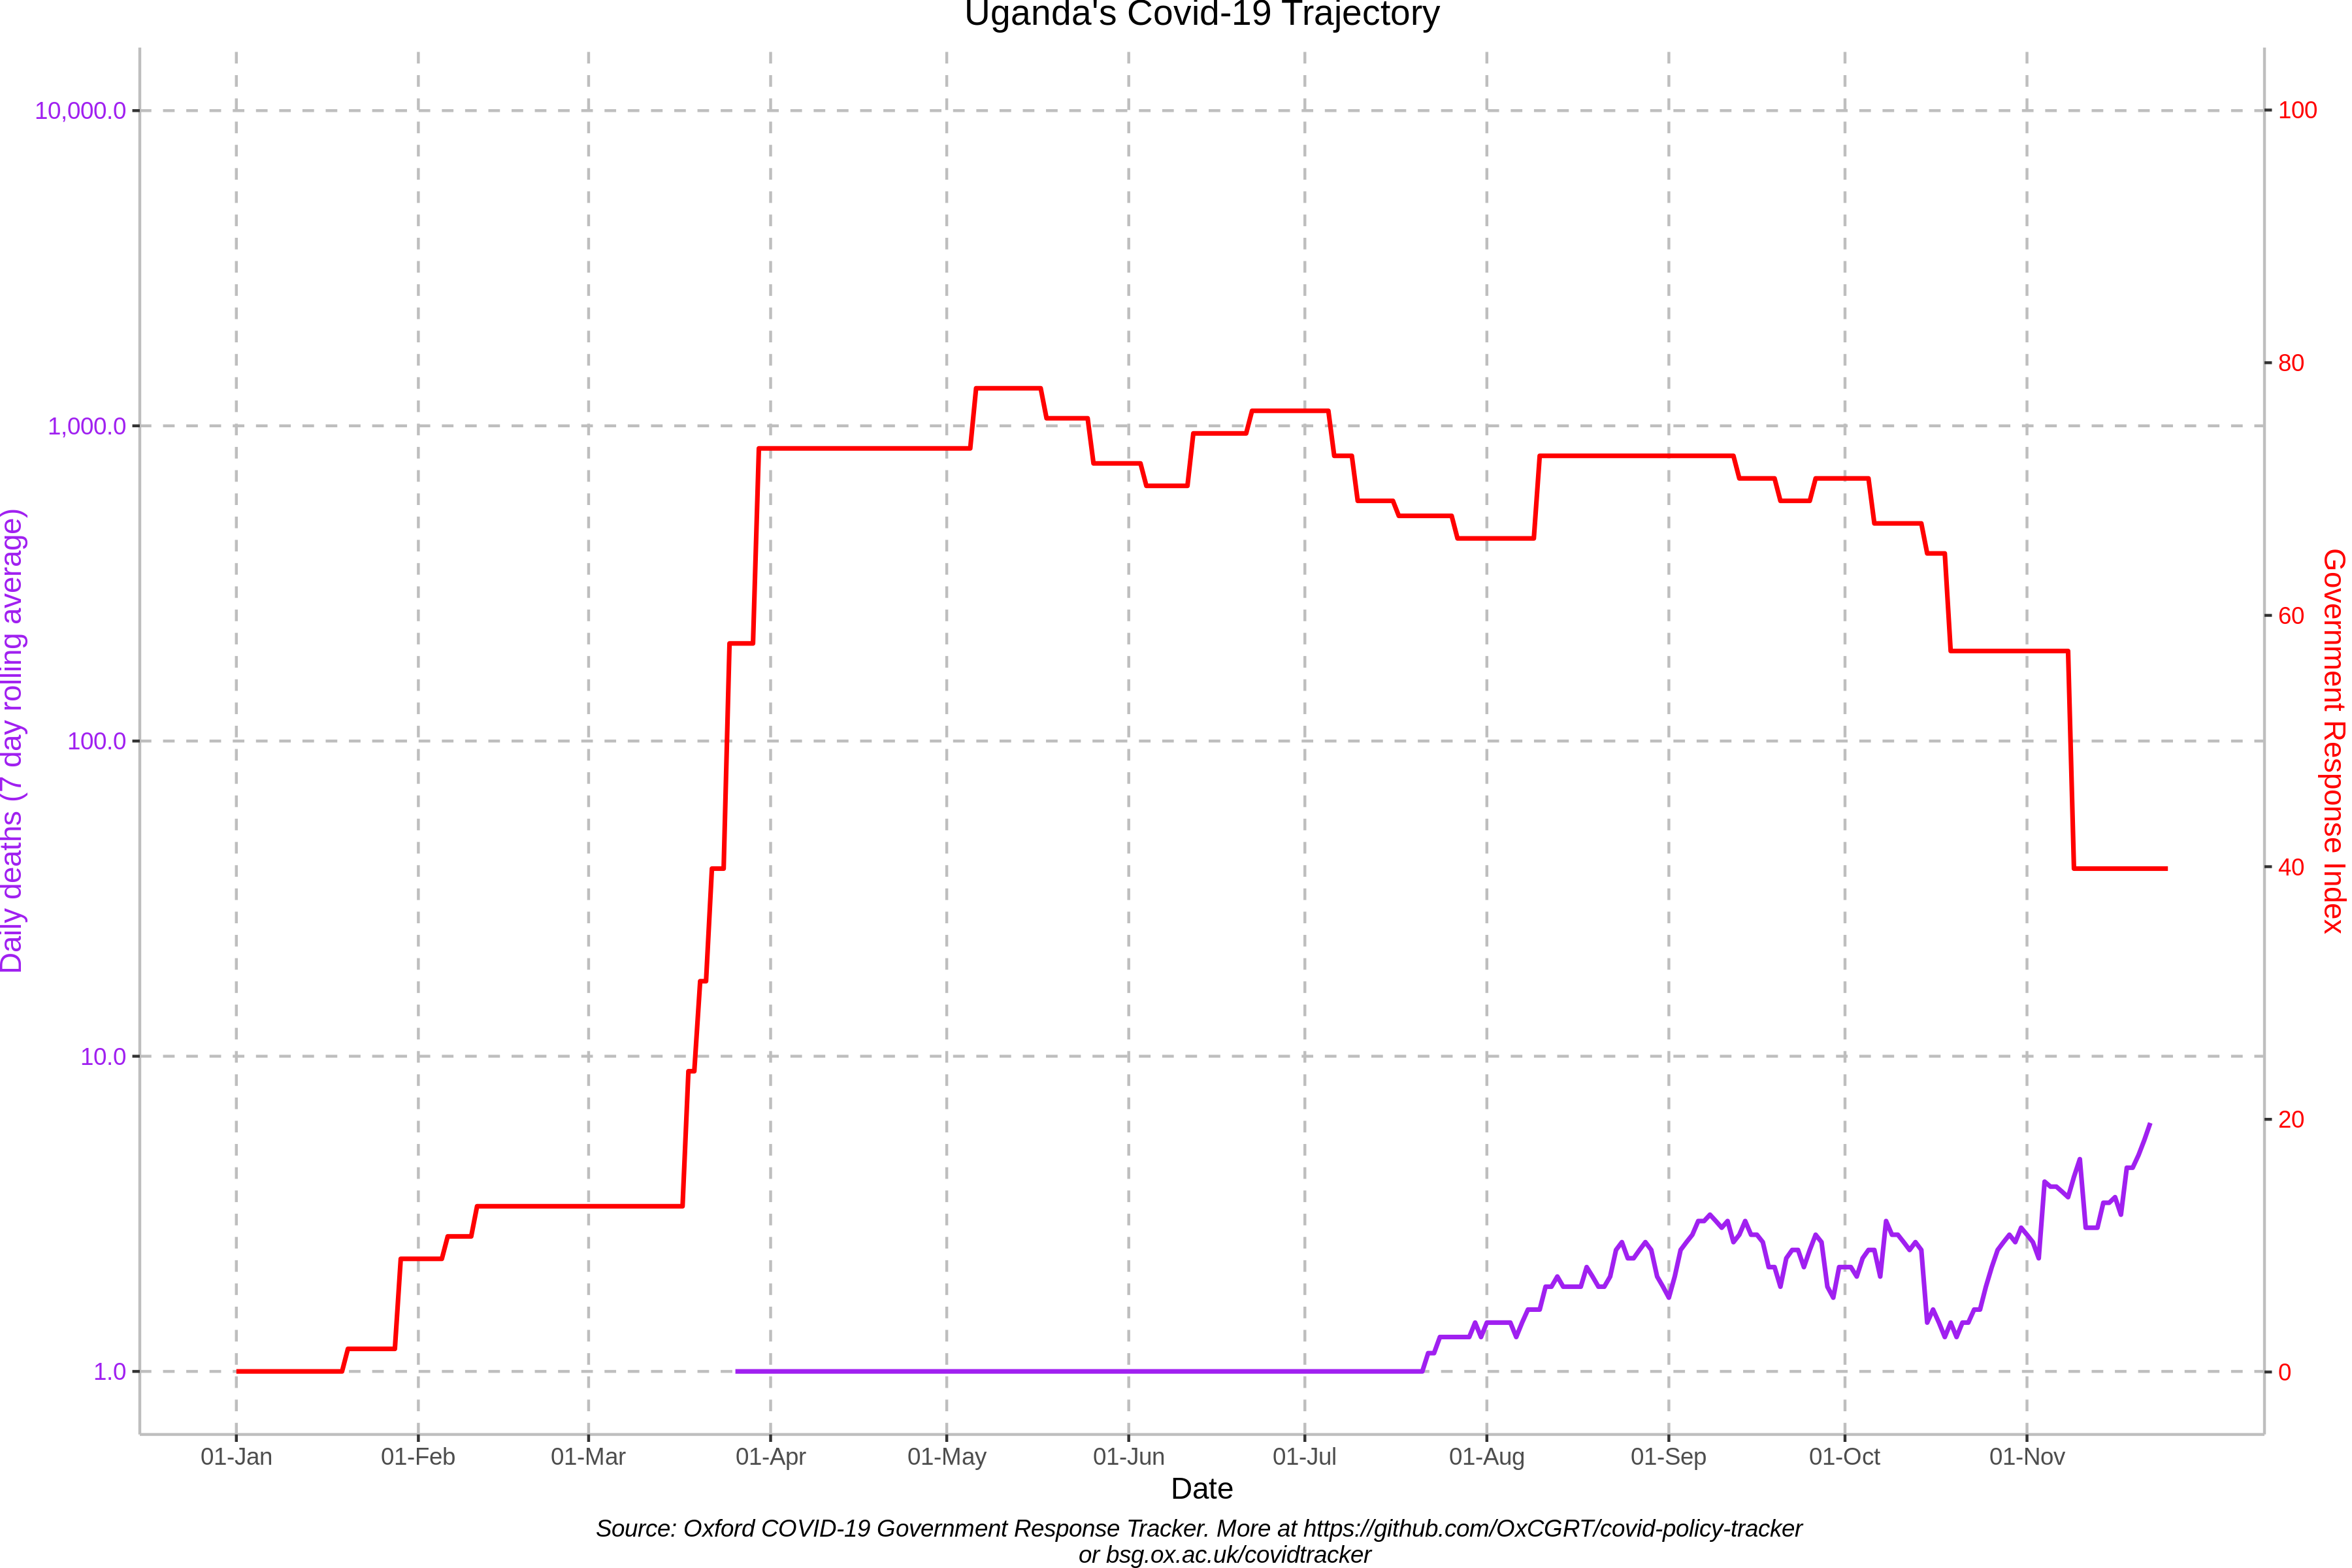 Uganda's Covid-19 Trajectory
10,000.0
1,000.0
100.0
10.0
1.0
Daily deaths (7 day rolling average)
100
80
60
40
20
0
Government Response Index
01-Jan
01-Feb
01-Mar
01-Apr
01-May
01-Jun
01-Jul
01-Aug
01-Sep
01-Oct
01-Nov
Date
Source: Oxford COVID-19 Government Response Tracker. More at https://github.com/OxCGRT/covid-policy-tracker
or bsg.ox.ac.uk/covidtracker